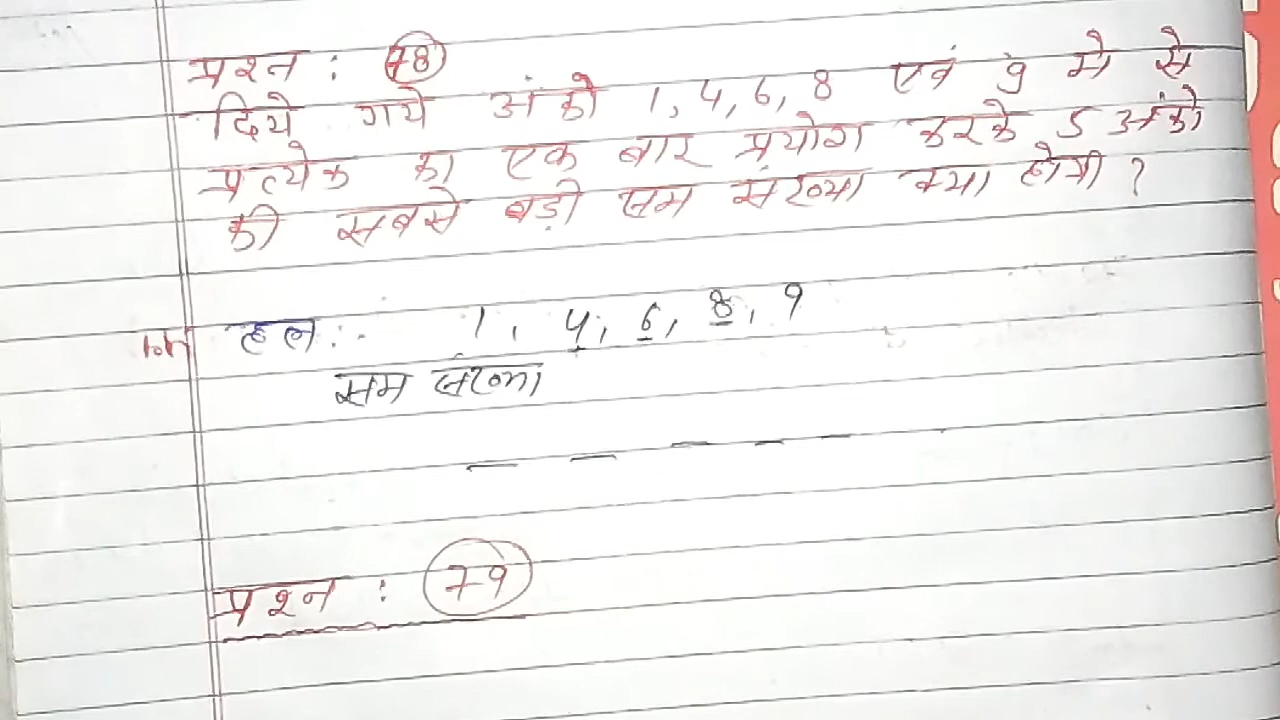 प्रश्न : 78
दिये गये अंको 1, 4, 6, 8 एवं 9 मे से
प्रत्येक का एक बार प्रयोग करके 5 अंको
की सबसे बड़ी सम संख्या क्या होगी ?
हल:. 1, 4, 6, 8, 9
सम संख्या
प्रश्न : 79